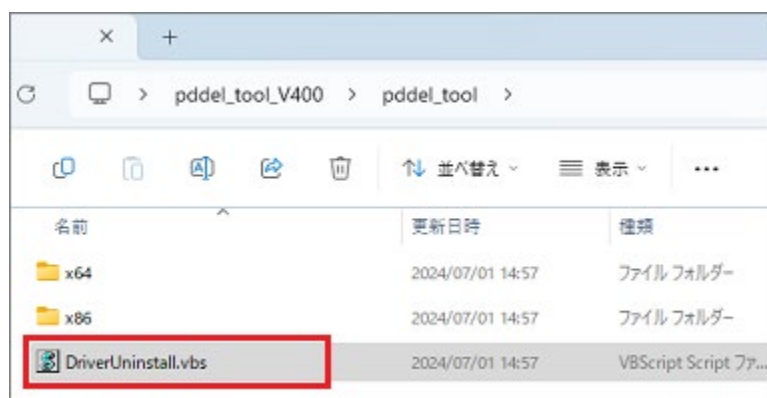 pddel_tool_V400 > pddel_tool >
並べ替え 表示 ...
名前 更新日時 種類
x64 2024/07/01 14:57 ファイル フォルダー
x86 2024/07/01 14:57 ファイル フォルダー
DriverUninstall.vbs 2024/07/01 14:57 VBScript Script ファ...